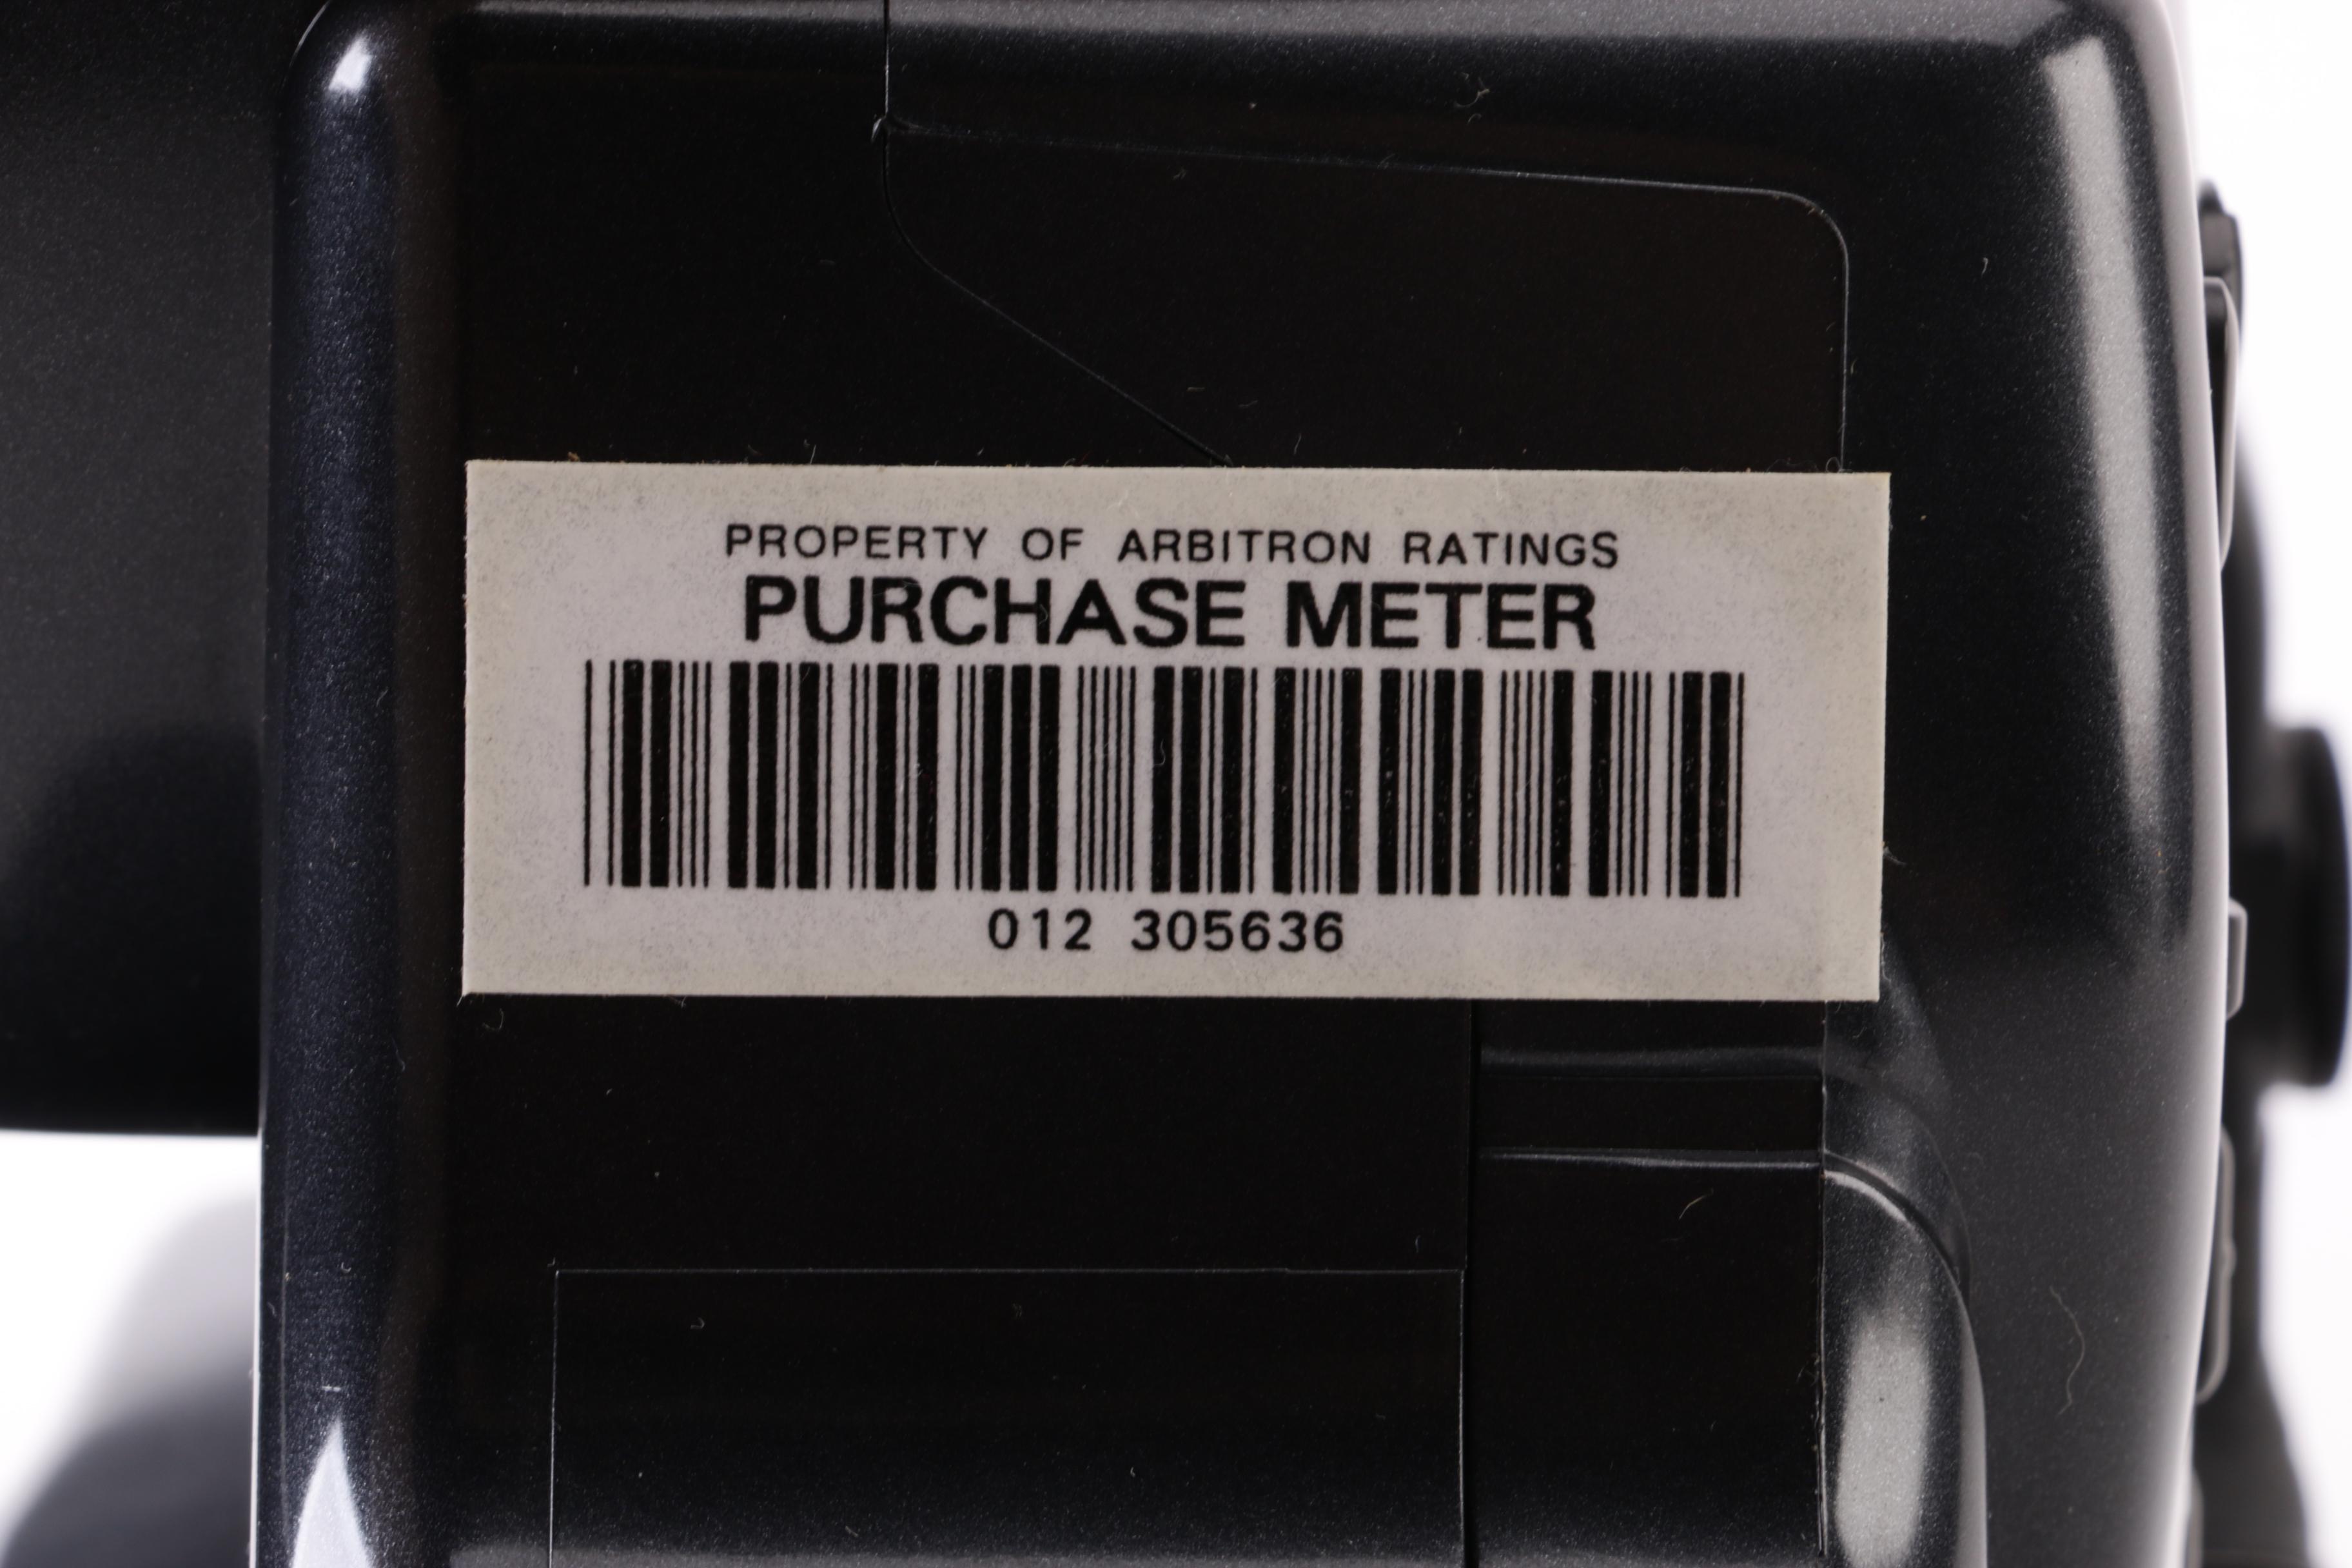 PROPERTY OF ARBITRON RATINGS
PURCHASE METER
012 305636